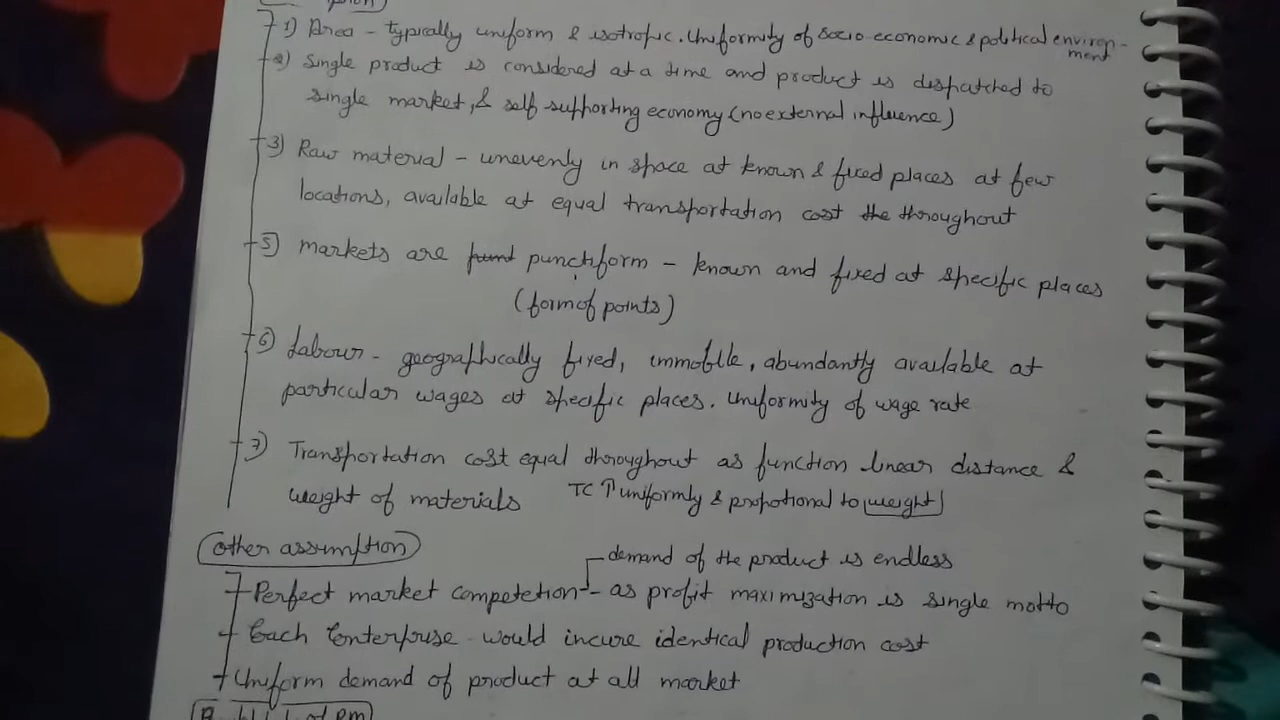 1) Area - typically uniform & isotropic. Uniformity of socio economic & political environ-
ment
2) Single product is considered at a time and product is dispatched to
single market, & self supporting economy (no external influence)
3) Raw material - unevenly in space at known & fixed places at few
locations, available at equal transportation cost the throughout
5) markets are punctiform - known and fixed at specific places
(form of points)
6) Labour - geographically fixed, immobile, abundantly available at
particular wages at specific places. Uniformity of wage rate
7) Transportation cost equal throughout as function linear distance &
weight of materials TC ↑ uniformly & propotional to weight
Other assumption
demand of the product is endless
Perfect market competetion - as profit maximization is single motto
Each Enterprise would incure identical production cost
Uniform demand of product at all market